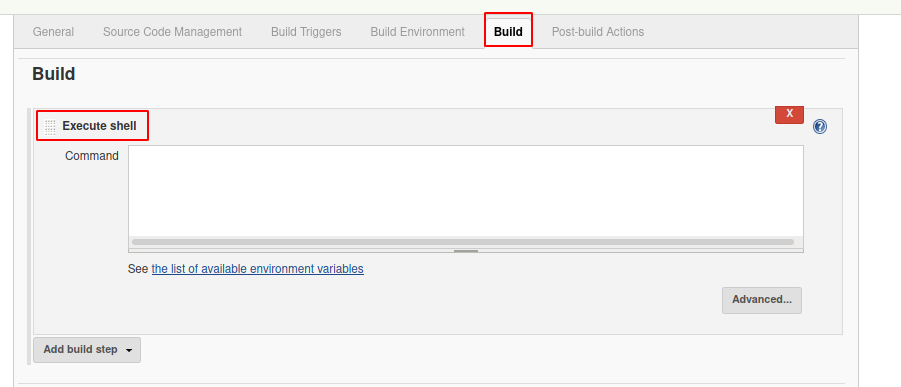 General Source Code Management Build Triggers Build Environment Build Post-build Actions
Build
X
Execute shell
?
Command
See the list of available environment variables
Advanced...
Add build step